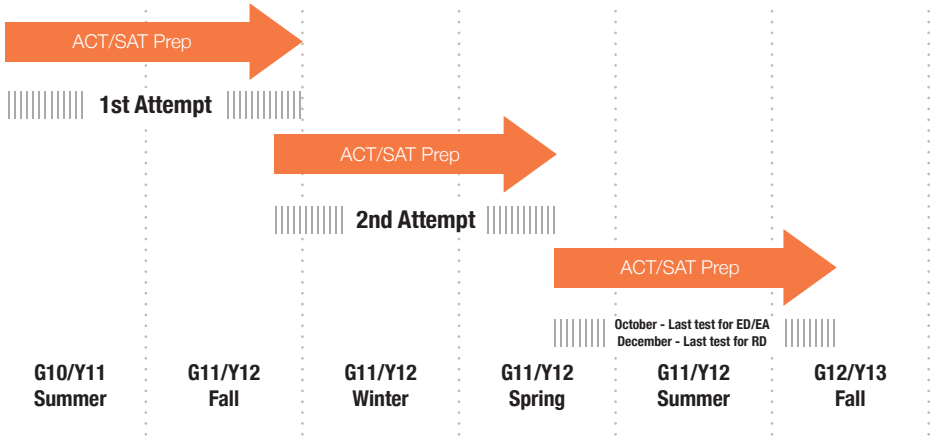 ACT/SAT Prep
1st Attempt
ACT/SAT Prep
2nd Attempt
ACT/SAT Prep
October - Last test for ED/EA
December - Last test for RD
G10/Y11
Summer
G11/Y12
Fall
G11/Y12
Winter
G11/Y12
Spring
G11/Y12
Summer
G12/Y13
Fall